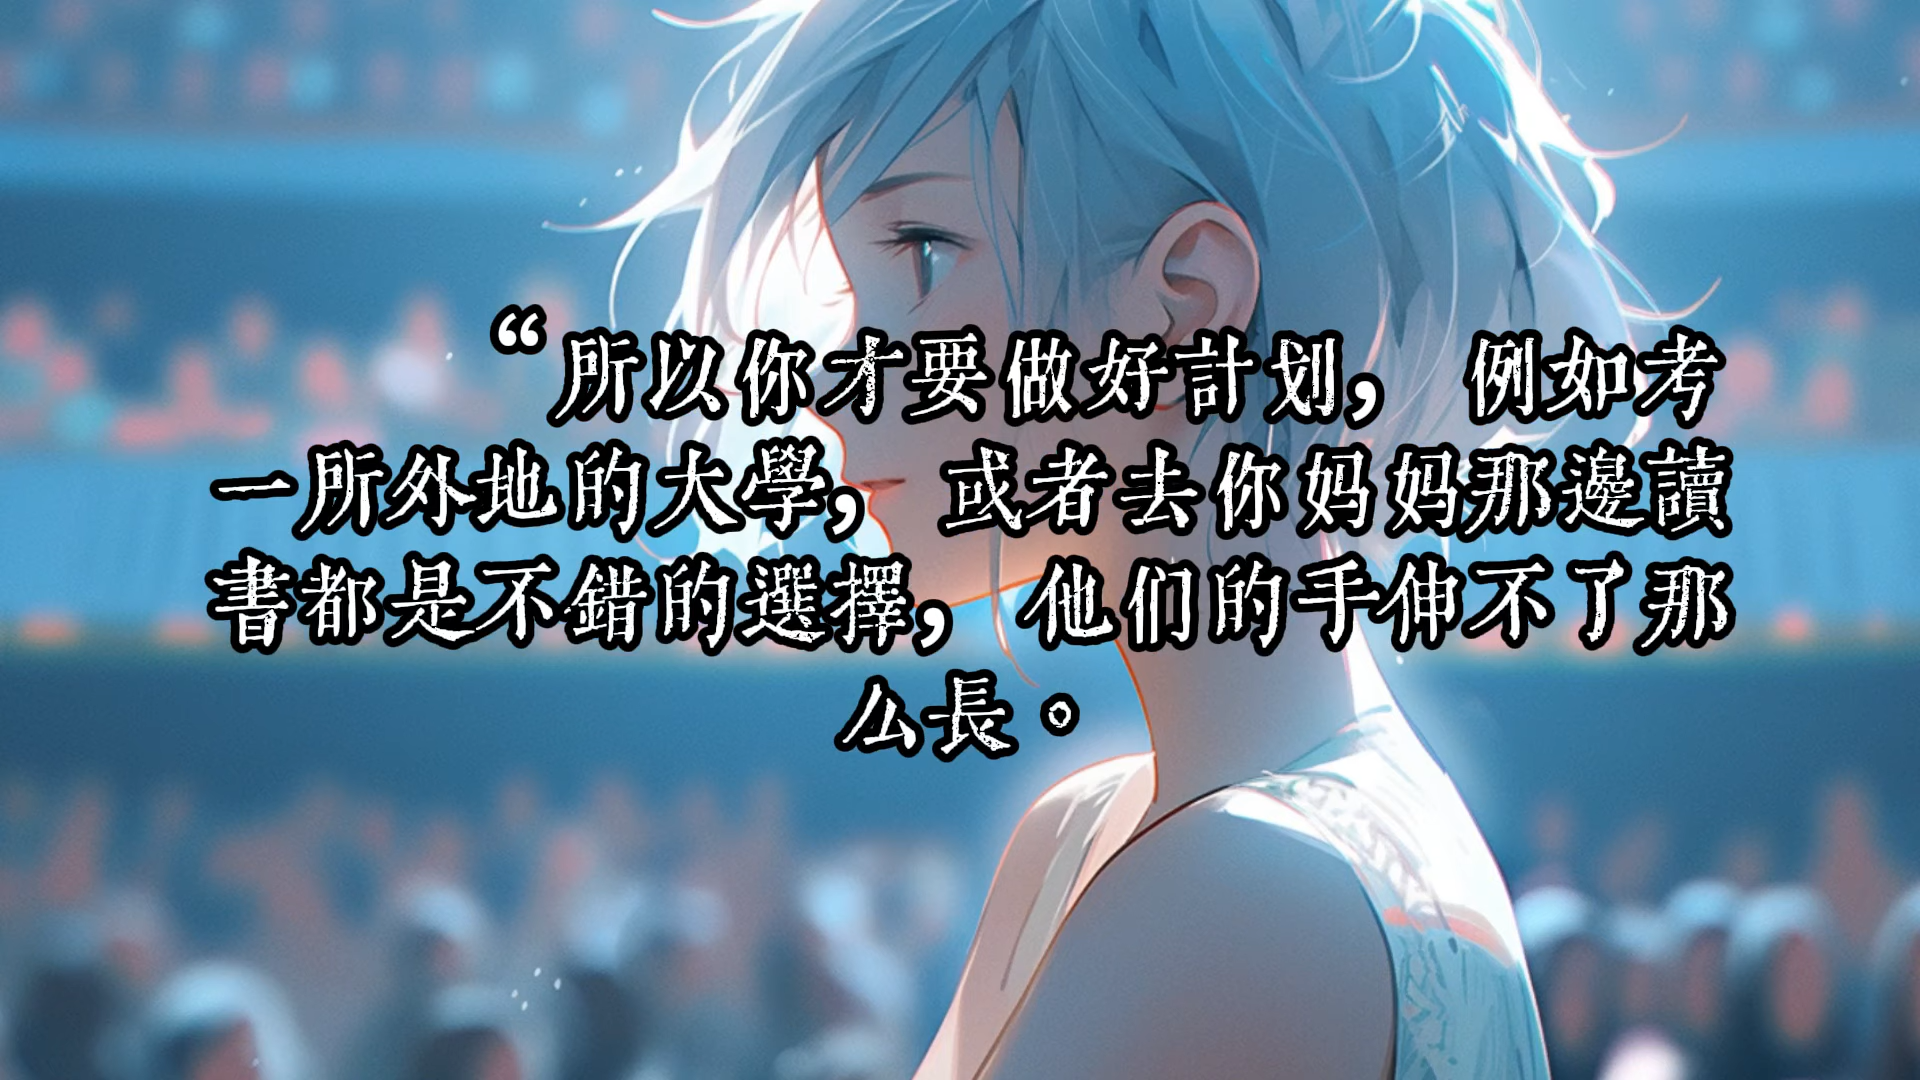 “所以你才要做好計划, 例如考
一所外地的大學, 或者去你妈妈那邊讀
書都是不錯的選擇, 他们的手伸不了那
么長。